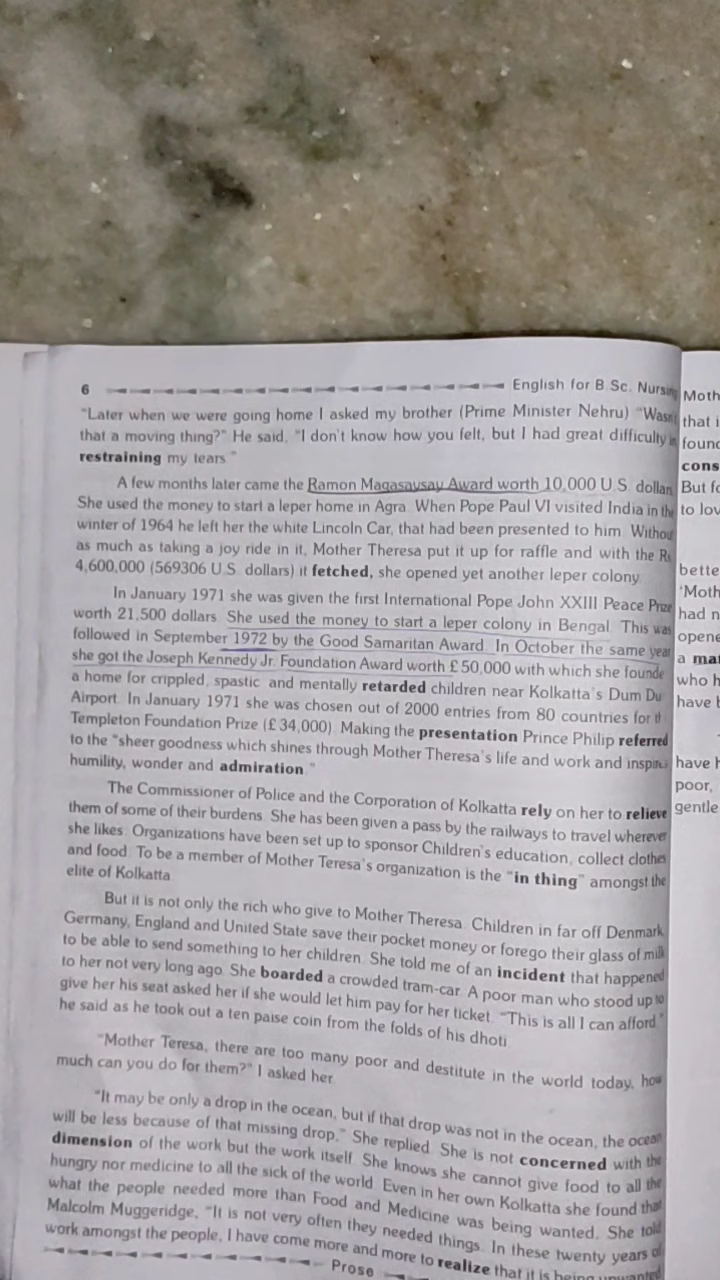 6 English for B Sc. Nursing
"Later when we were going home I asked my brother (Prime Minister Nehru) "Wasn't
that a moving thing?" He said, "I don't know how you felt, but I had great difficulty in
restraining my tears."
A few months later came the Ramon Magasaysay Award worth 10,000 U.S. dollars
She used the money to start a leper home in Agra. When Pope Paul VI visited India in the
winter of 1964 he left her the white Lincoln Car, that had been presented to him. Without
as much as taking a joy ride in it, Mother Theresa put it up for raffle and with the Rs
4,600,000 (569306 U.S. dollars) it fetched, she opened yet another leper colony.
In January 1971 she was given the first International Pope John XXIII Peace Prize
worth 21,500 dollars. She used the money to start a leper colony in Bengal. This was
followed in September 1972 by the Good Samaritan Award. In October the same year
she got the Joseph Kennedy Jr. Foundation Award worth £50,000 with which she founde
a home for crippled, spastic and mentally retarded children near Kolkatta's Dum Du
Airport. In January 1971 she was chosen out of 2000 entries from 80 countries for
Templeton Foundation Prize (£34,000). Making the presentation Prince Philip referred
to the "sheer goodness which shines through Mother Theresa's life and work and inspires
humility, wonder and admiration."
The Commissioner of Police and the Corporation of Kolkatta rely on her to relieve
them of some of their burdens. She has been given a pass by the railways to travel wherever
she likes. Organizations have been set up to sponsor Children's education, collect clothes
and food. To be a member of Mother Teresa's organization is the "in thing" amongst the
elite of Kolkatta.
But it is not only the rich who give to Mother Theresa. Children in far off Denmark,
Germany, England and United State save their pocket money or forego their glass of milk
to be able to send something to her children. She told me of an incident that happened
to her not very long ago. She boarded a crowded tram-car. A poor man who stood up to
give her his seat asked her if she would let him pay for her ticket. "This is all I can afford."
he said as he took out a ten paise coin from the folds of his dhoti.
"Mother Teresa, there are too many poor and destitute in the world today, how
much can you do for them?" I asked her.
"It may be only a drop in the ocean, but if that drop was not in the ocean, the ocean
will be less because of that missing drop." She replied. She is not concerned with the
dimension of the work but the work itself. She knows she cannot give food to all the
hungry nor medicine to all the sick of the world. Even in her own Kolkatta she found that
what the people needed more than Food and Medicine was being wanted. She told
Malcolm Muggeridge, "It is not very often they needed things. In these twenty years of
work amongst the people, I have come more and more to realize that it is being unwanted
Prose
Moth
that i
found
cons
But fo
to lov
bette
'Moth
had n
opene
a mat
who h
have b
have h
poor,
gentle